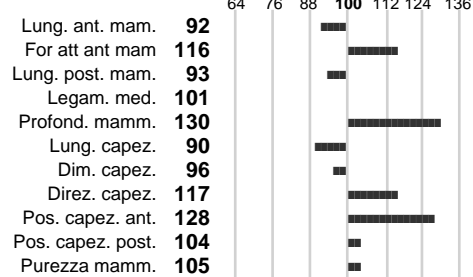 64 76 88 100 112 124 136
Lung. ant. mam. 92
For att ant mam 116
Lung. post. mam. 93
Legam. med. 101
Profond. mamm. 130
Lung. capez. 90
Dim. capez. 96
Direz. capez. 117
Pos. capez. ant. 128
Pos. capez. post. 104
Purezza mamm. 105